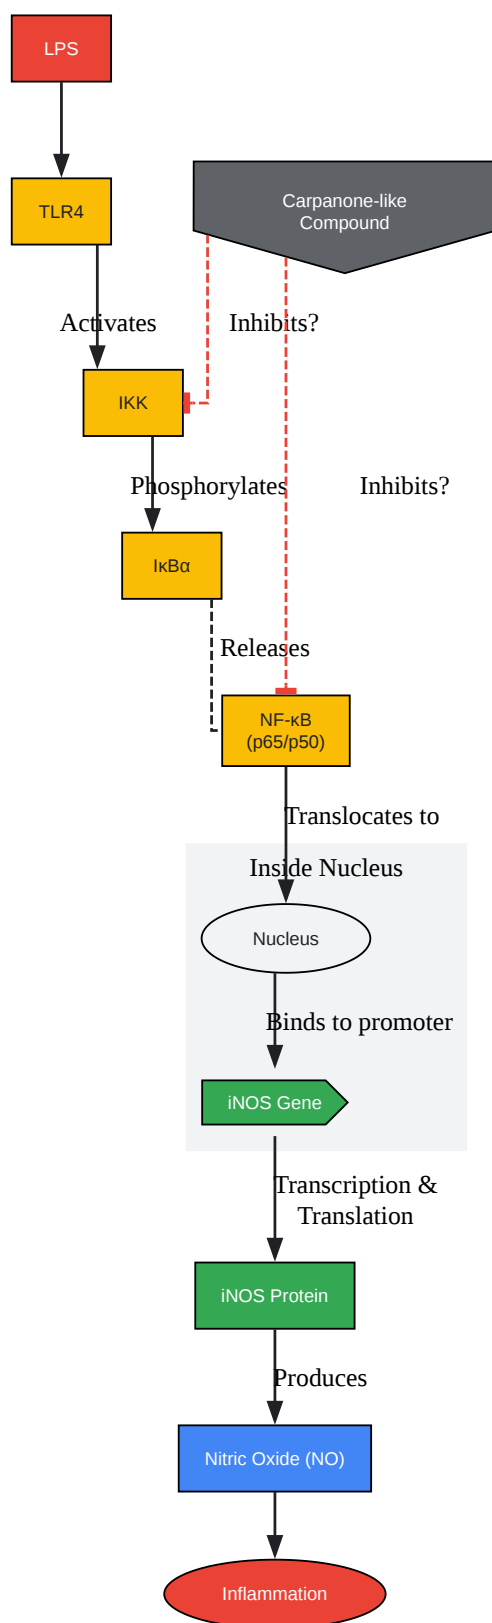 LPS
TLR4
Carpanone-like
Compound
Activates
Inhibits?
IKK
Phosphorylates
Inhibits?
IκBα
Releases
NF-κB
(p65/p50)
Translocates to
Inside Nucleus
Nucleus
Binds to promoter
iNOS Gene
Transcription &
Translation
iNOS Protein
Produces
Nitric Oxide (NO)
Inflammation